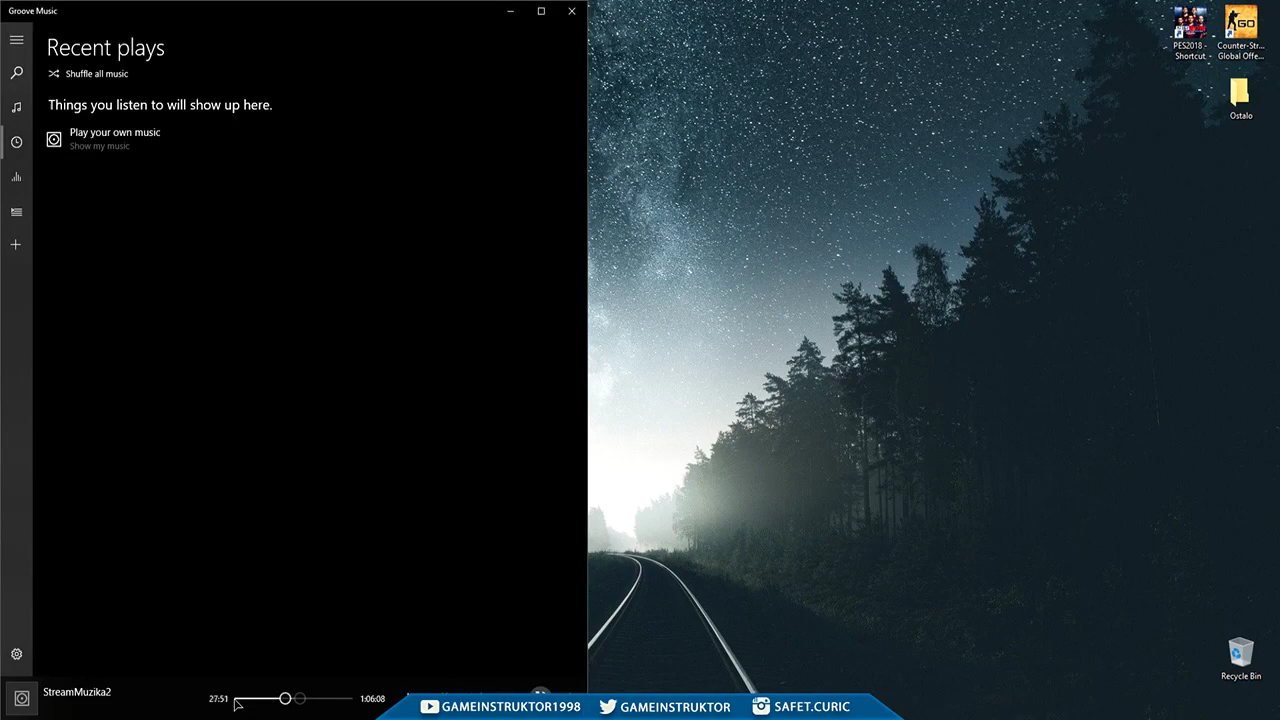 Groove Music
Recent plays
Shuffle all music
Things you listen to will show up here.
Play your own music
Show my music
StreamMuzika2
27:51
1:06:08
GAMEINSTRUKTOR1998
GAMEINSTRUKTOR
SAFET.CURIC
PES2018 -
Shortcut
GO
Counter-Str...
Global Offe...
Ostalo
Recycle Bin